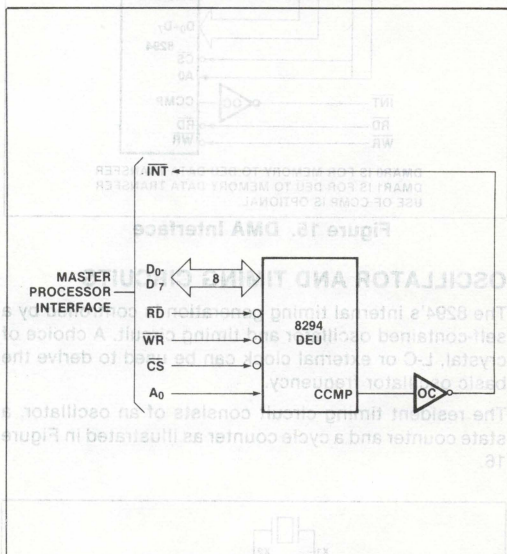 D₀-D₇
8294
CS
A0
CCMP
OC
INT
RD
WR
DMAR0 IS FOR MEMORY TO DEU DATA TRANSFER
DMAR1 IS FOR DEU TO MEMORY DATA TRANSFER
USE OF CCMP IS OPTIONAL
Figure 15. DMA Interface
OSCILLATOR AND TIMING CIRCUITS
The 8294's internal timing generation is controlled by a
self-contained oscillator and timing circuit. A choice of
crystal, L-C or external clock can be used to derive the
basic oscillator frequency.
The resident timing circuit consists of an oscillator, a
state counter and a cycle counter as illustrated in Figure
16.
INT
MASTER
PROCESSOR
INTERFACE
D₀-
D₇
8
RD
WR
CS
A₀
8294
DEU
CCMP
OC